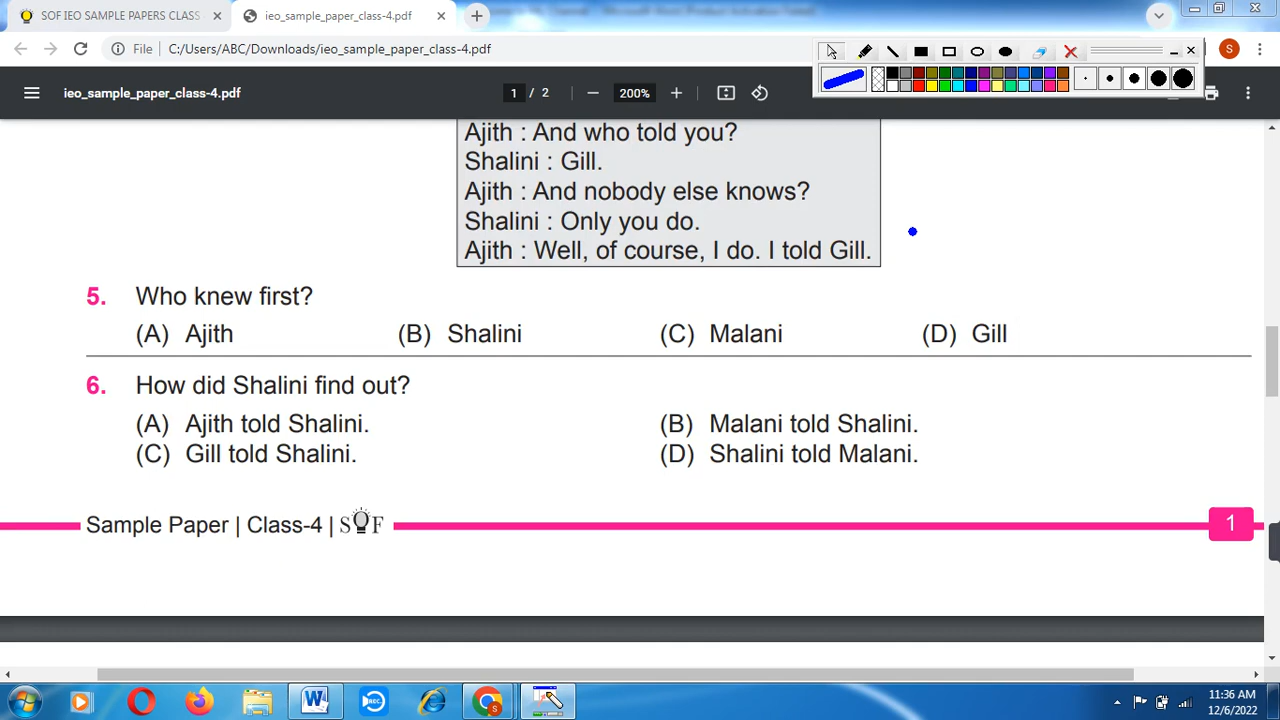 SOF IEO SAMPLE PAPERS CLASS
ieo_sample_paper_class-4.pdf
File C:/Users/ABC/Downloads/ieo_sample_paper_class-4.pdf
S
ieo_sample_paper_class-4.pdf
1 / 2
200%
Ajith : And who told you?
Shalini : Gill.
Ajith : And nobody else knows?
Shalini : Only you do.
Ajith : Well, of course, I do. I told Gill.
5. Who knew first?
(A) Ajith (B) Shalini (C) Malani (D) Gill
6. How did Shalini find out?
(A) Ajith told Shalini. (B) Malani told Shalini.
(C) Gill told Shalini. (D) Shalini told Malani.
Sample Paper | Class-4 | SOF
1
REC
S
11:36 AM
12/6/2022